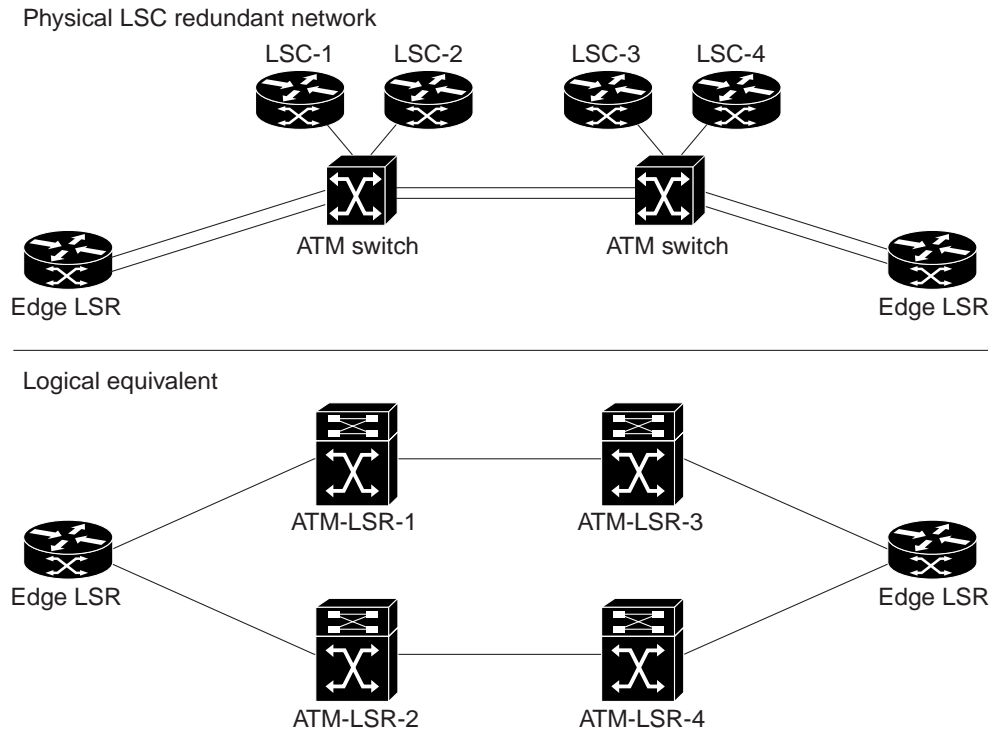 Physical LSC redundant network
LSC-1 LSC-2 LSC-3 LSC-4
ATM switch ATM switch
Edge LSR Edge LSR
Logical equivalent
ATM-LSR-1 ATM-LSR-3
Edge LSR Edge LSR
ATM-LSR-2 ATM-LSR-4